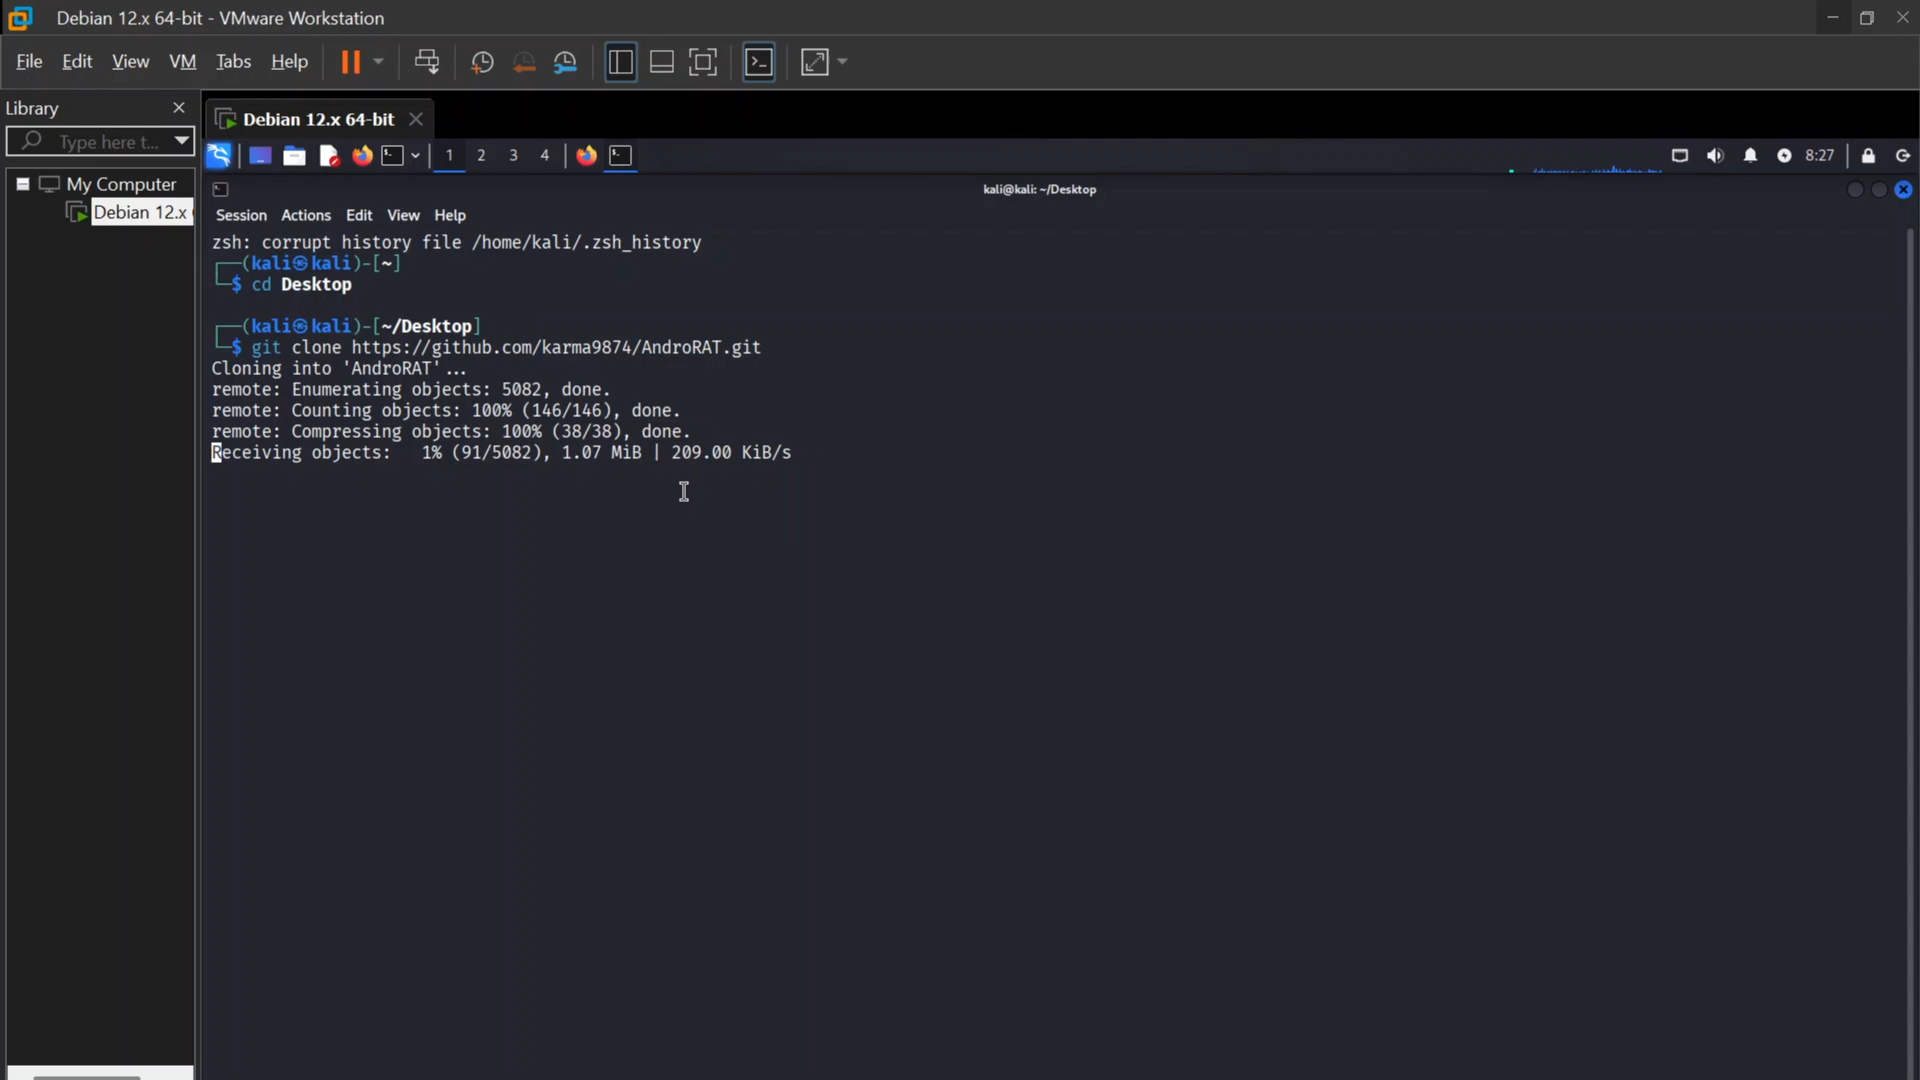 Debian 12.x 64-bit - VMware Workstation
File Edit View VM Tabs Help
Library
Type here t...
My Computer
Debian 12.x
Debian 12.x 64-bit
1 2 3 4
8:27
kali@kali: ~/Desktop
Session Actions Edit View Help
zsh: corrupt history file /home/kali/.zsh_history
┌──(kali㉿kali)-[~]
└─$ cd Desktop
┌──(kali㉿kali)-[~/Desktop]
└─$ git clone https://github.com/karma9874/AndroRAT.git
Cloning into 'AndroRAT'...
remote: Enumerating objects: 5082, done.
remote: Counting objects: 100% (146/146), done.
remote: Compressing objects: 100% (38/38), done.
Receiving objects:   1% (91/5082), 1.07 MiB | 209.00 KiB/s